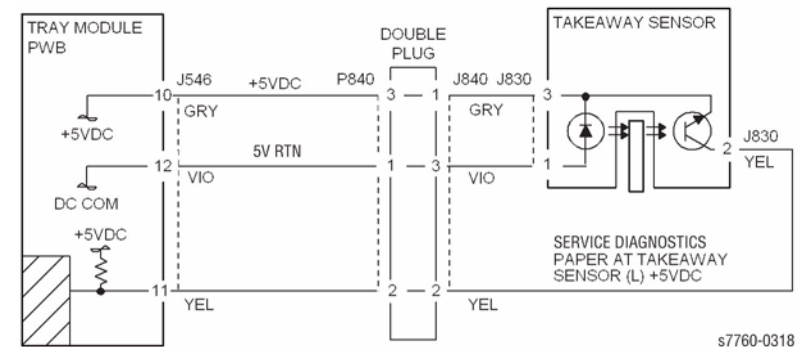 TRAY MODULE
PWB
DOUBLE
PLUG
TAKEAWAY SENSOR
J546 +5VDC P840 J840 J830
10 3 1 3
GRY GRY
+5VDC
12 5V RTN 1 3 1
VIO VIO
2 J830
YEL
DC COM
+5VDC
SERVICE DIAGNOSTICS
PAPER AT TAKEAWAY
SENSOR (L) +5VDC
11 2 2
YEL YEL
s7760-0318